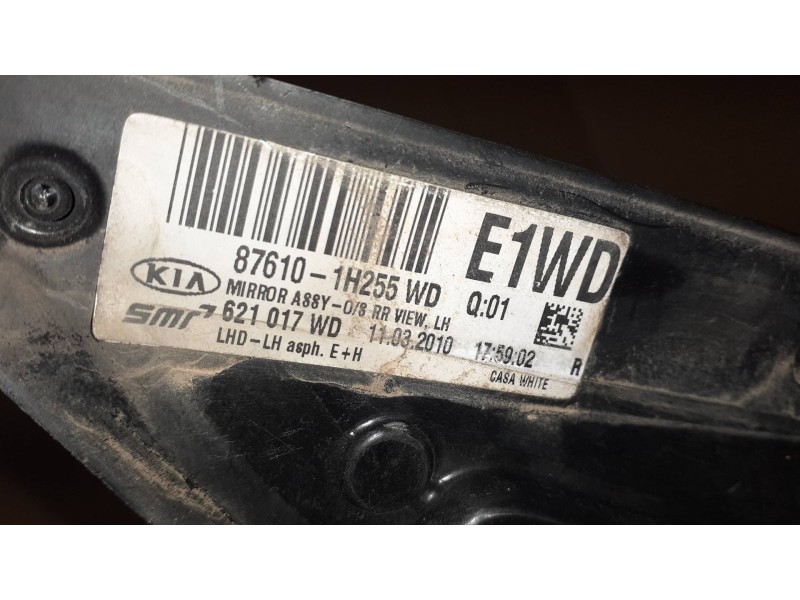 87610-1H255 WD
E1WD
KIA MIRROR ASSY-O/S RR VIEW, LH
Q:01
SMR 621 017 WD 11.03.2010 17:59:02
LHD-LH asph. E+H
CASA WHITE
R